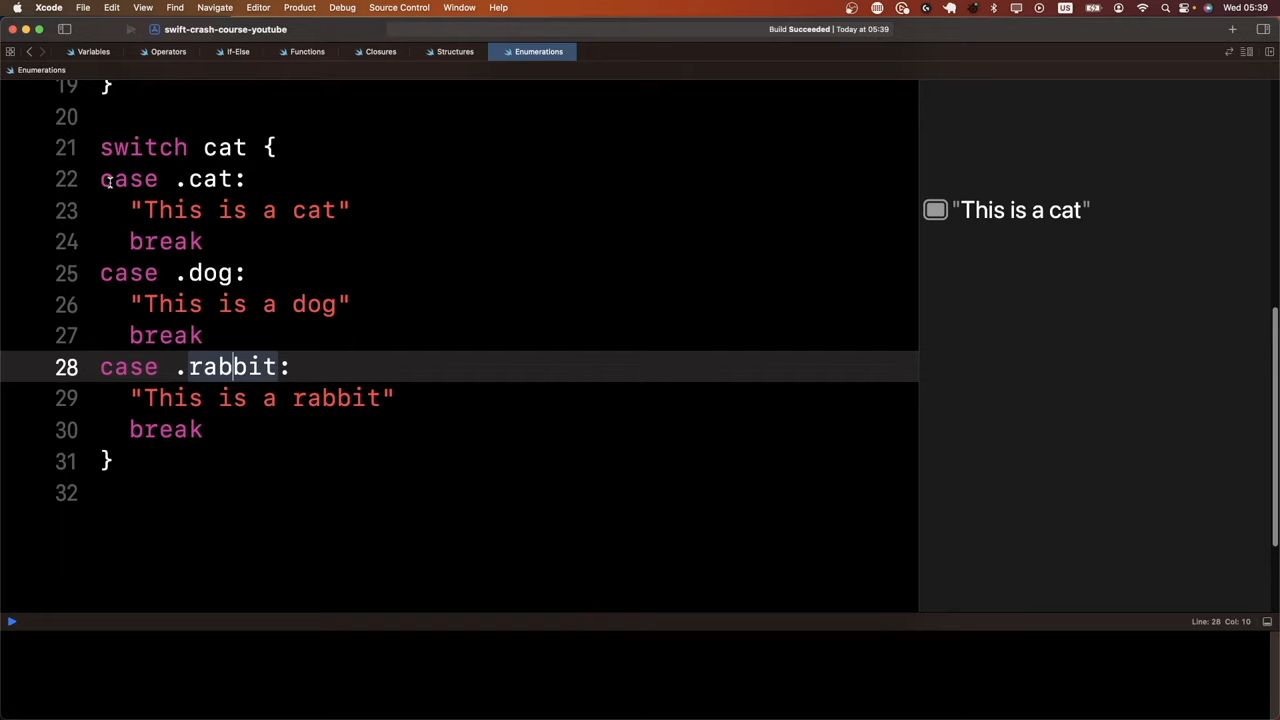 Xcode File Edit View Find Navigate Editor Product Debug Source Control Window Help US Wed 05:39
swift-crash-course-youtube Build Succeeded | Today at 05:39
Variables Operators If-Else Functions Closures Structures Enumerations
Enumerations
19 }
20
21 switch cat {
22 case .cat:
23 "This is a cat" "This is a cat"
24 break
25 case .dog:
26 "This is a dog"
27 break
28 case .rabbit:
29 "This is a rabbit"
30 break
31 }
32
Line: 28 Col: 10